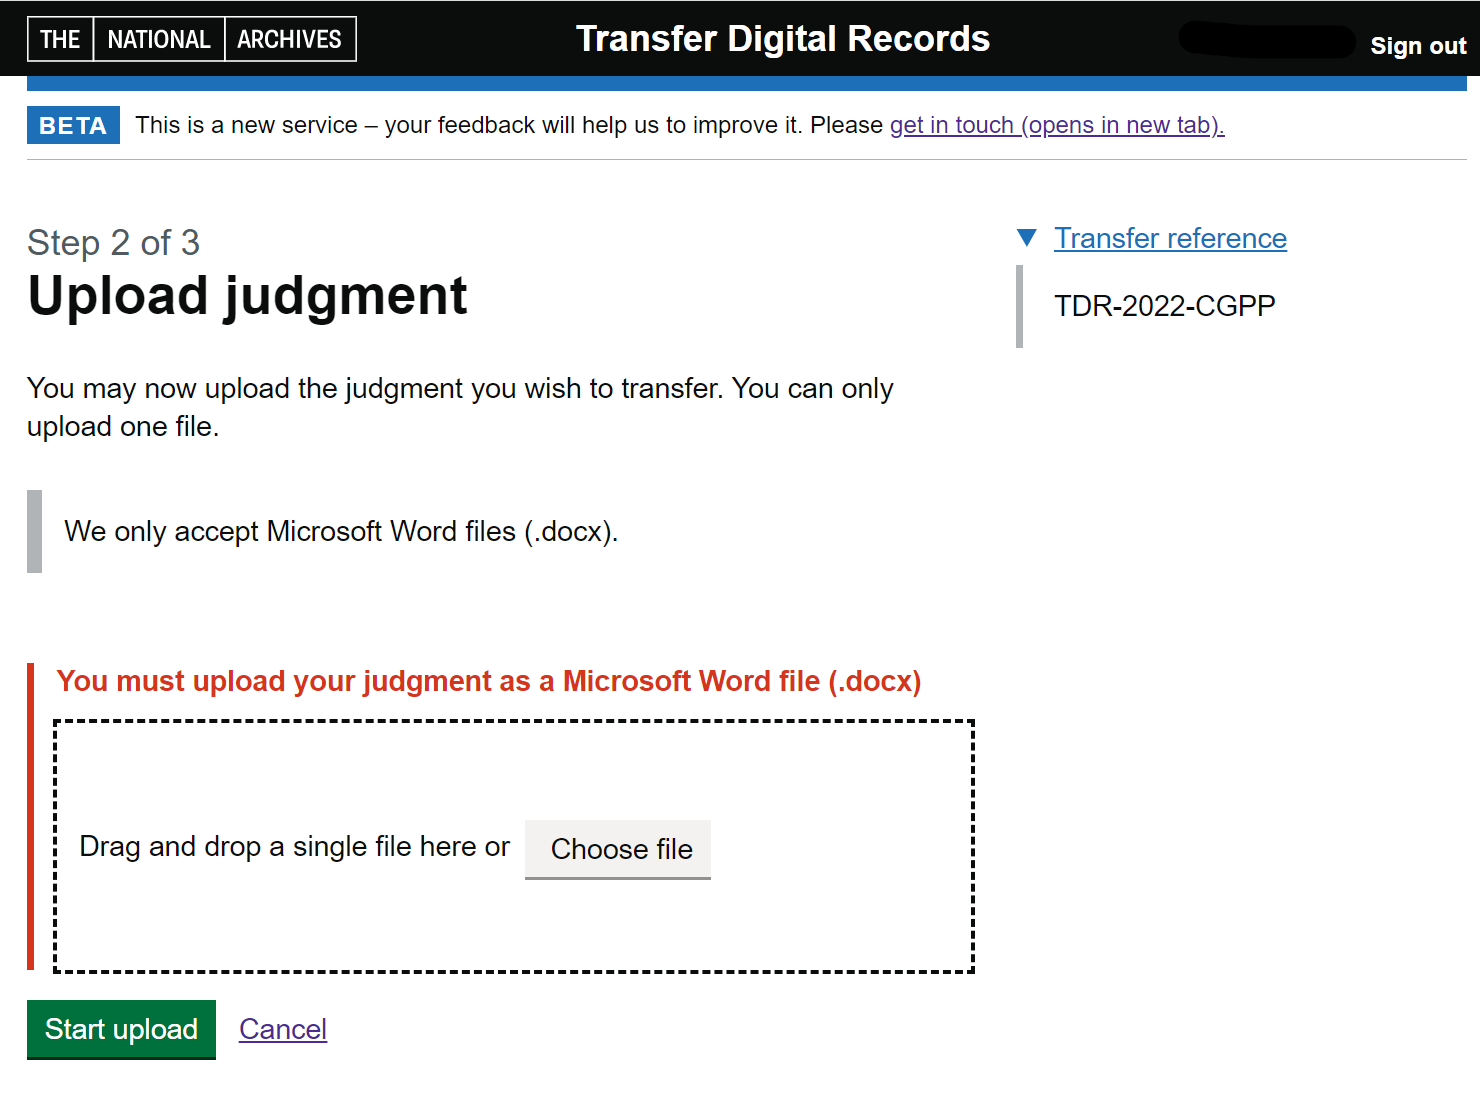 THE NATIONAL ARCHIVES
Transfer Digital Records
Sign out
BETA This is a new service – your feedback will help us to improve it. Please get in touch (opens in new tab).
Step 2 of 3
Upload judgment
Transfer reference
TDR-2022-CGPP
You may now upload the judgment you wish to transfer. You can only
upload one file.
We only accept Microsoft Word files (.docx).
You must upload your judgment as a Microsoft Word file (.docx)
Drag and drop a single file here or Choose file
Start upload Cancel